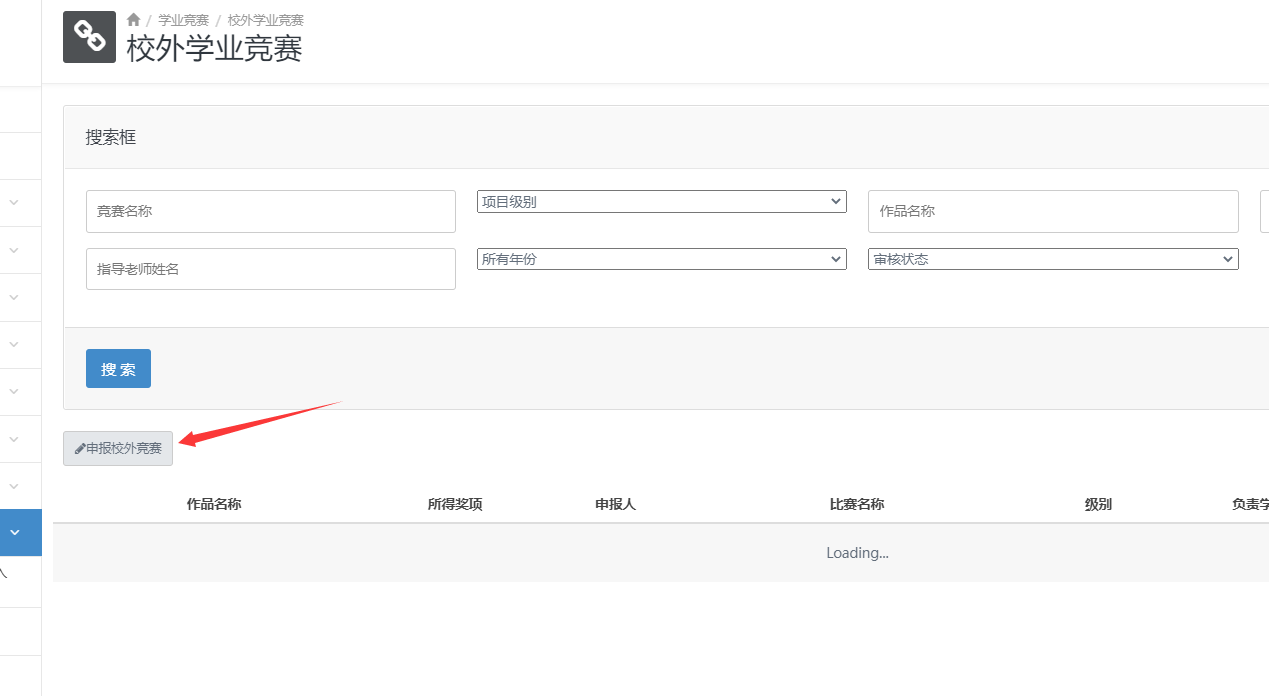 / 学业竞赛 / 校外学业竞赛
校外学业竞赛
搜索框
竞赛名称 项目级别 作品名称
指导老师姓名 所有年份 审核状态
搜 索
申报校外竞赛
作品名称 所得奖项 申报人 比赛名称 级别 负责学
Loading...